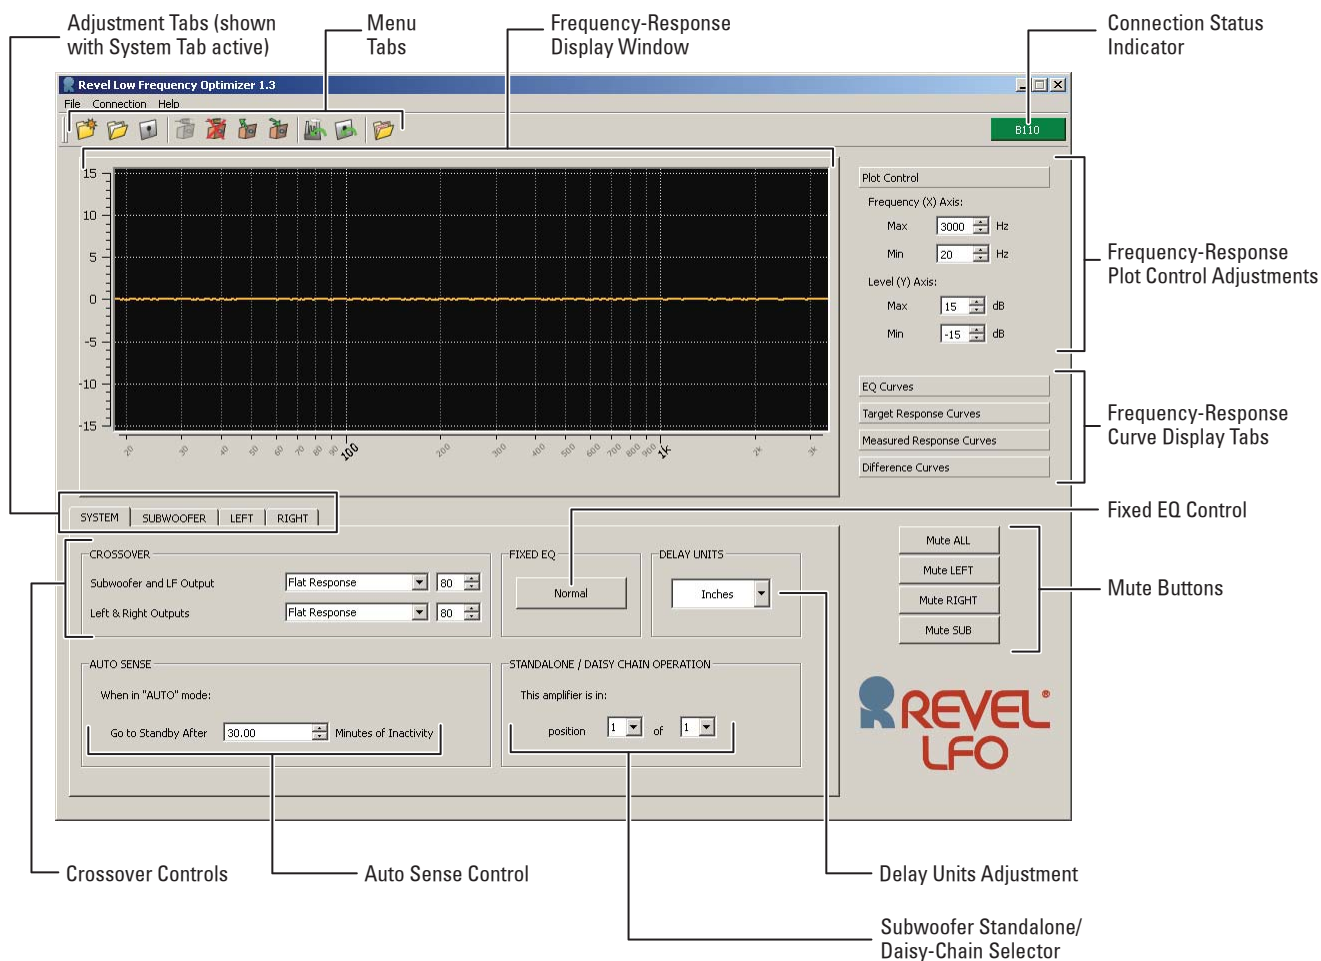 Adjustment Tabs (shown
with System Tab active)
Menu
Tabs
Frequency-Response
Display Window
Connection Status
Indicator
Revel Low Frequency Optimizer 1.3
File Connection Help
B110
15
10
5
0
-5
-10
-15
20 30 40 50 60 70 80 90 100 200 300 400 500 600 700 800 900 1k 2k 3k
Plot Control
Frequency (X) Axis:
Max 3000 Hz
Min 20 Hz
Level (Y) Axis:
Max 15 dB
Min -15 dB
Frequency-Response
Plot Control Adjustments
EQ Curves
Target Response Curves
Measured Response Curves
Difference Curves
Frequency-Response
Curve Display Tabs
SYSTEM SUBWOOFER LEFT RIGHT
Fixed EQ Control
CROSSOVER
Subwoofer and LF Output Flat Response 80
Left & Right Outputs Flat Response 80
FIXED EQ
Normal
DELAY UNITS
Inches
Mute ALL
Mute LEFT
Mute RIGHT
Mute SUB
Mute Buttons
AUTO SENSE
When in "AUTO" mode:
Go to Standby After 30.00 Minutes of Inactivity
STANDALONE / DAISY CHAIN OPERATION
This amplifier is in:
position 1 of 1
REVEL®
LFO
Crossover Controls
Auto Sense Control
Delay Units Adjustment
Subwoofer Standalone/
Daisy-Chain Selector